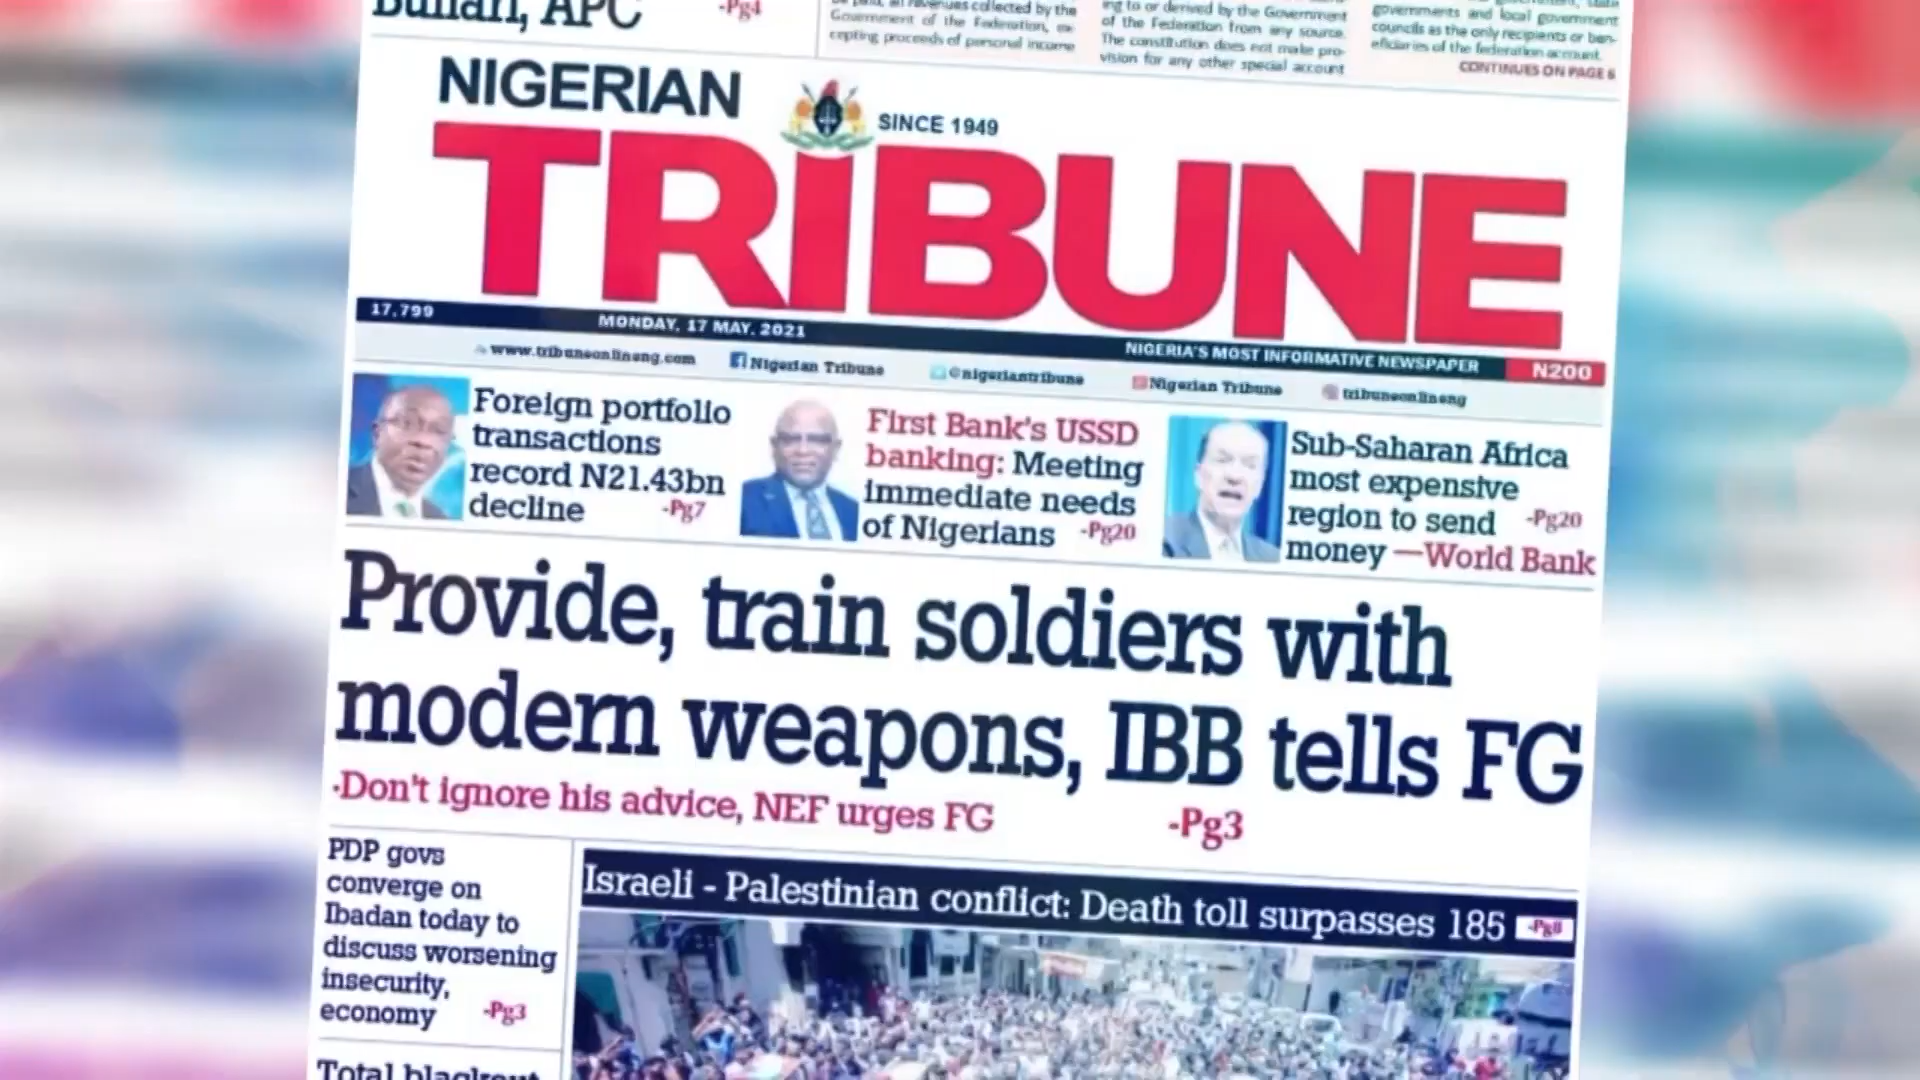 Buhari, APC -Pg4
be paid, all revenues collected by the
Government of the Federation, ex-
cepting proceeds of personal income
ing to or derived by the Government
of the Federation from any source.
The constitution does not make pro-
vision for any other special account
governments and local government
councils as the only recipients or ben-
eficiaries of the federation account.
CONTINUES ON PAGE 6
NIGERIAN
SINCE 1949
TRIBUNE
17,799
MONDAY, 17 MAY, 2021
NIGERIA'S MOST INFORMATIVE NEWSPAPER
N200
www.tribuneonlineng.com
Nigerian Tribune
@nigeriantribune
Nigerian Tribune
tribuneonlineng
Foreign portfolio
transactions
record N21.43bn
decline -Pg7
First Bank's USSD
banking: Meeting
immediate needs
of Nigerians -Pg20
Sub-Saharan Africa
most expensive
region to send -Pg20
money —World Bank
Provide, train soldiers with
modern weapons, IBB tells FG
·Don't ignore his advice, NEF urges FG -Pg3
PDP govs
converge on
Ibadan today to
discuss worsening
insecurity,
economy -Pg3
Total blackout
Israeli - Palestinian conflict: Death toll surpasses 185 -Pg8